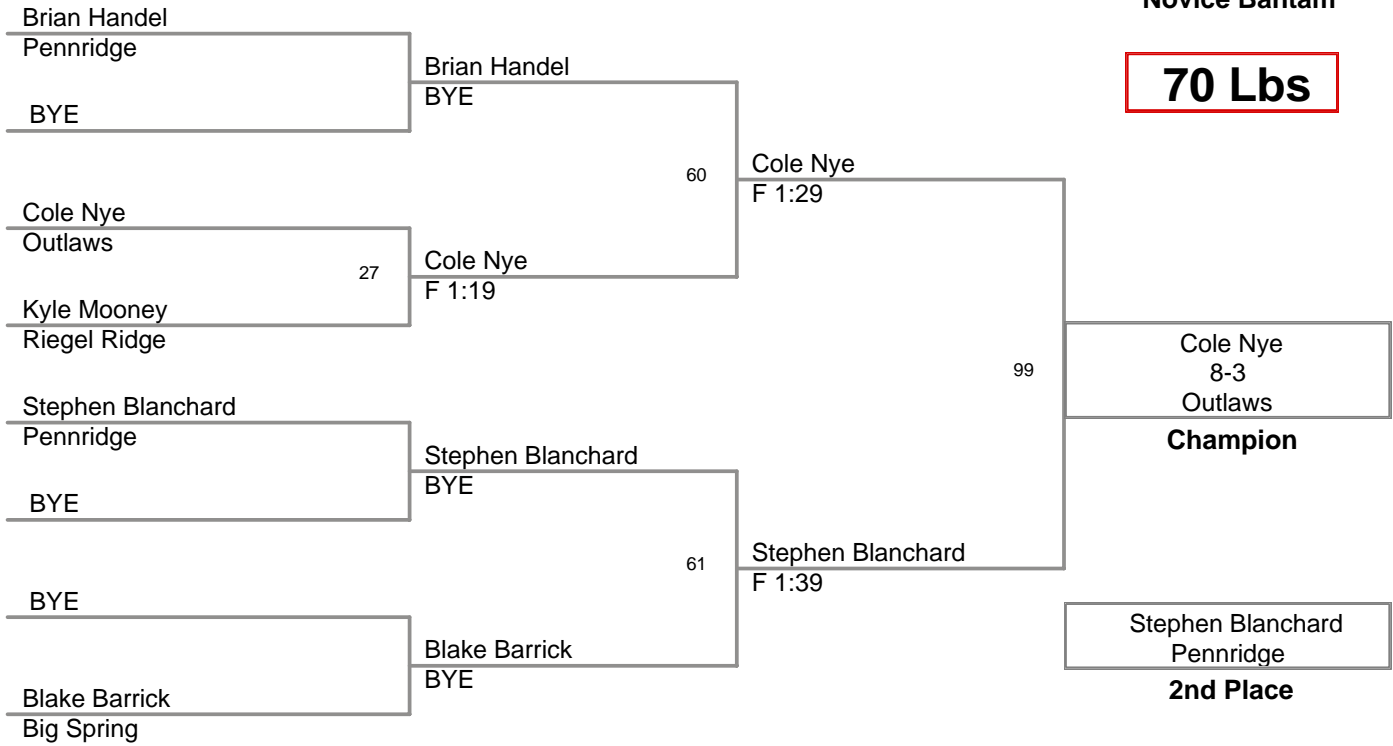 Novice Bantam
70 Lbs
Brian Handel
Pennridge
BYE
Cole Nye
Outlaws
27
Kyle Mooney
Riegel Ridge
Stephen Blanchard
Pennridge
BYE
BYE
Blake Barrick
Big Spring
Brian Handel
BYE
60
Cole Nye
F 1:19
Stephen Blanchard
BYE
61
Blake Barrick
BYE
Cole Nye
F 1:29
99
Stephen Blanchard
F 1:39
Cole Nye
8-3
Outlaws
Champion
Stephen Blanchard
Pennridge
2nd Place